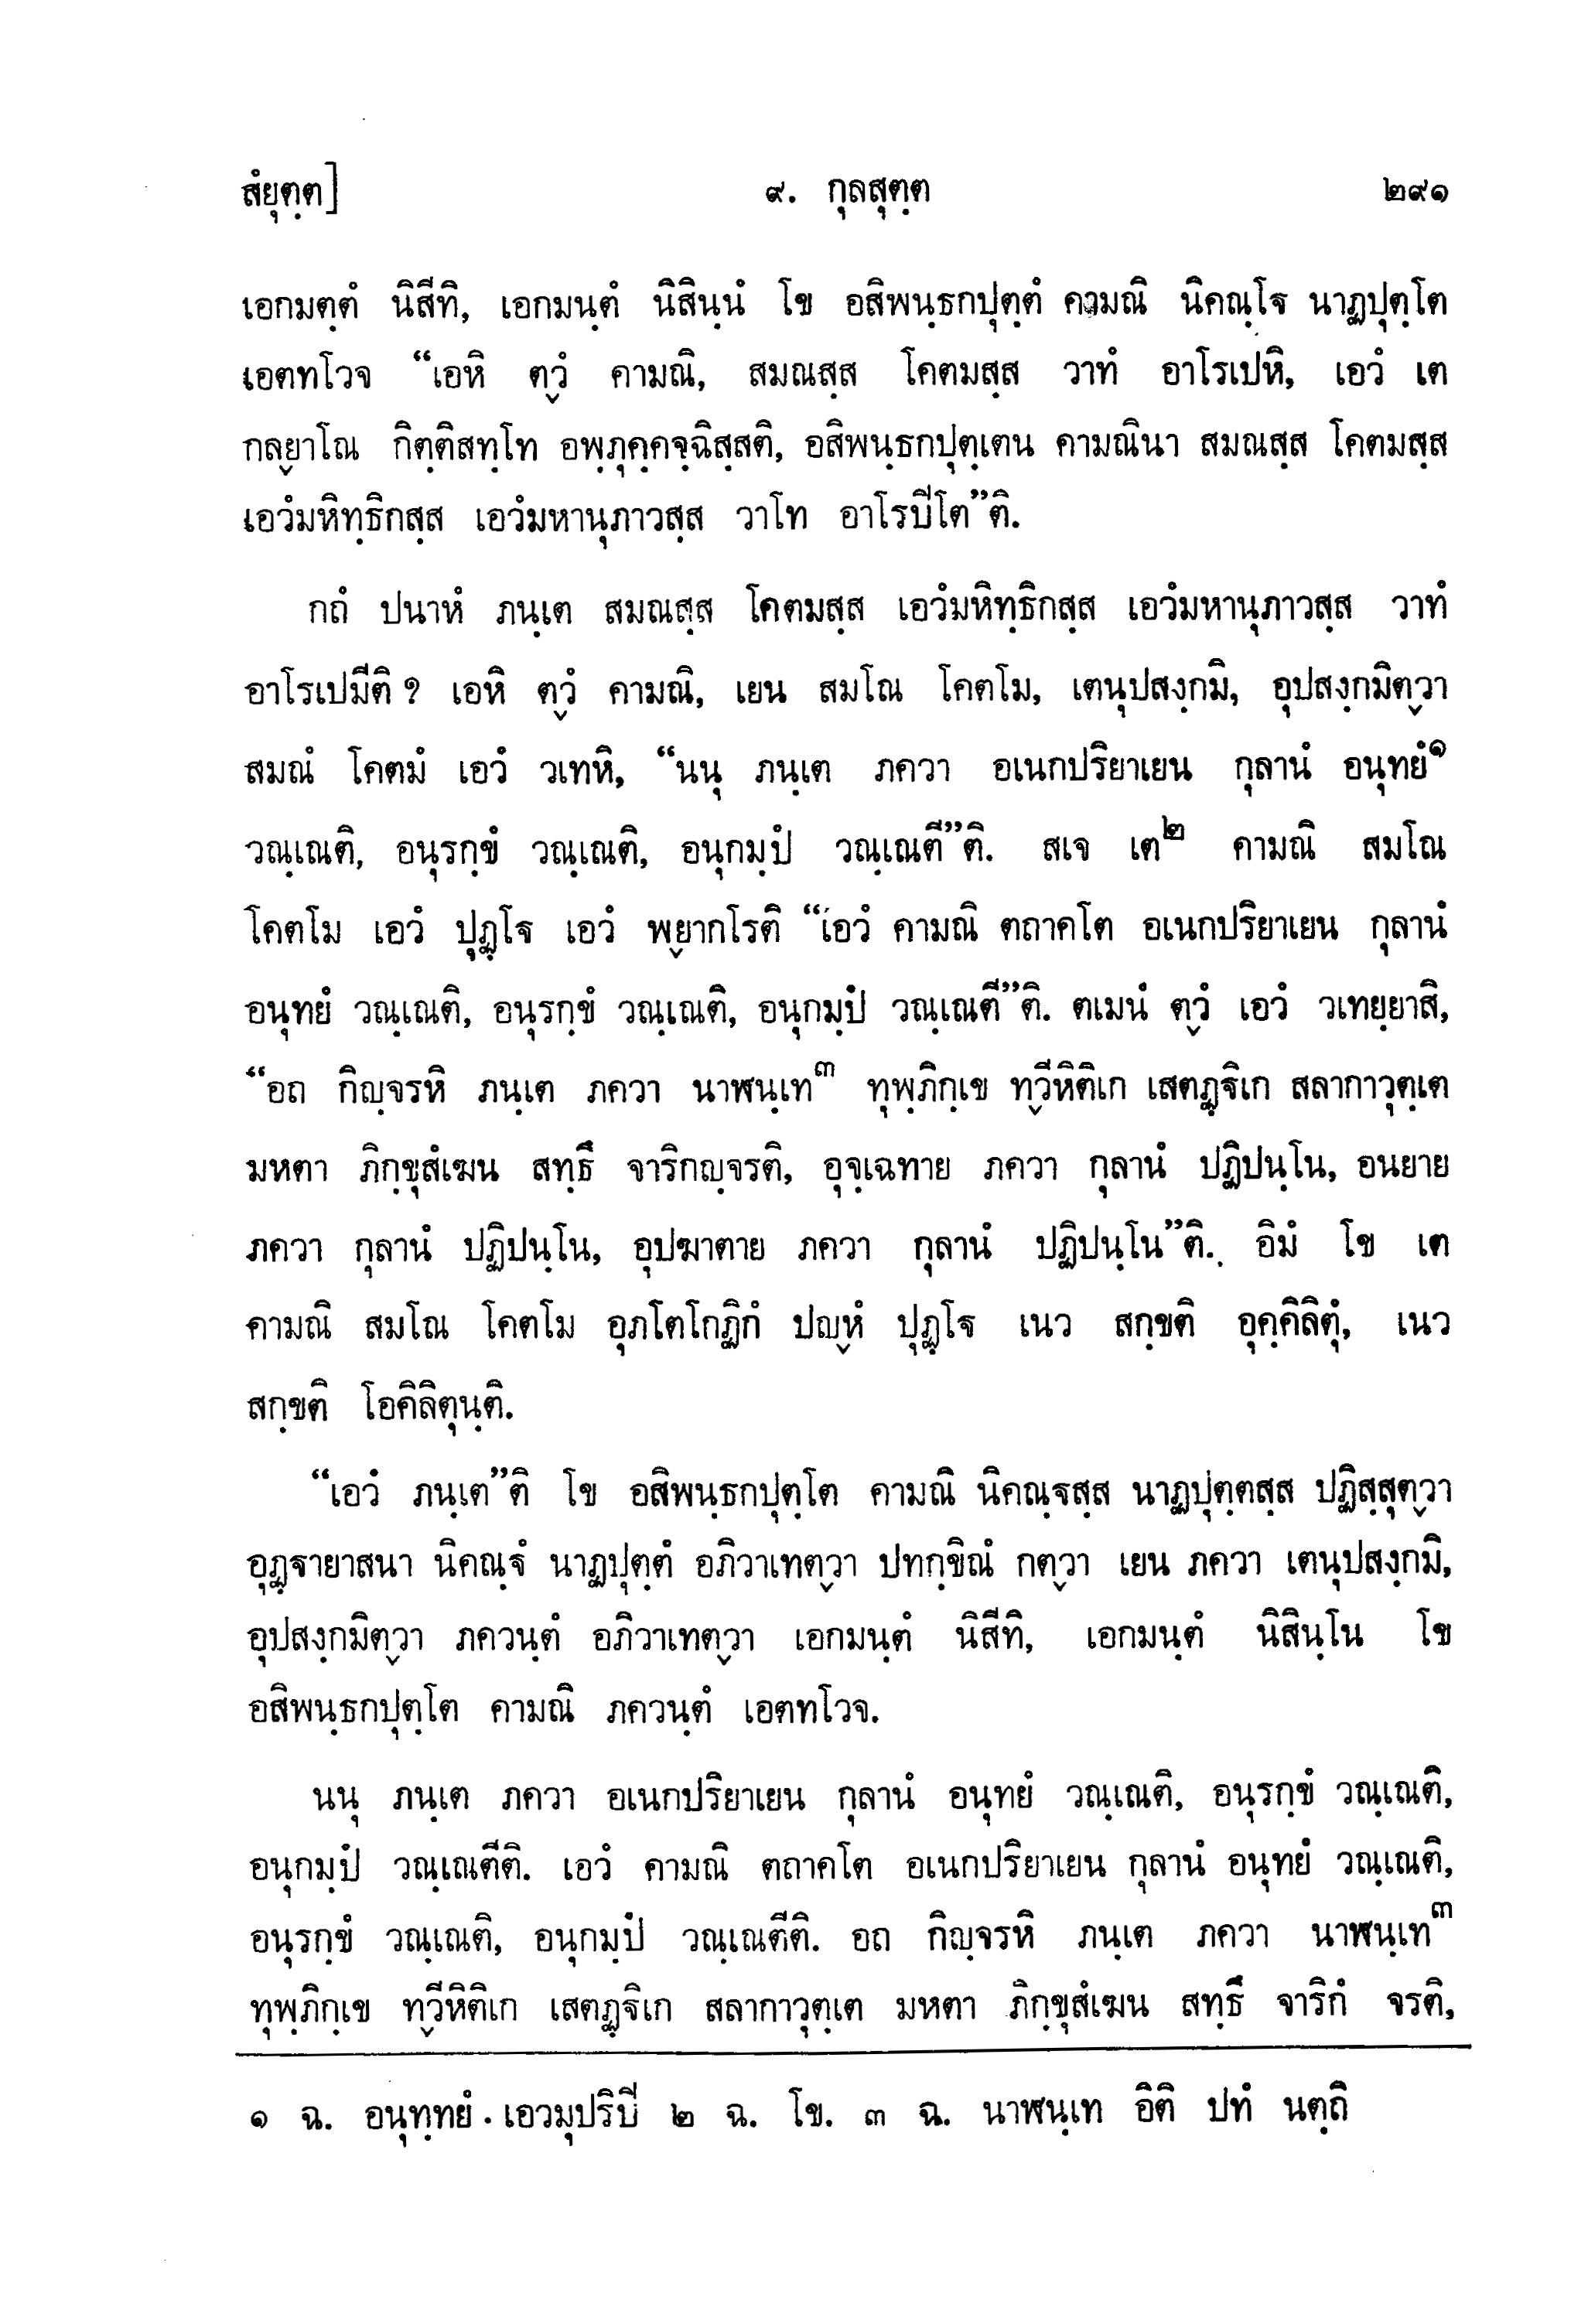 สํยุตฺต] ๙. กุลสุตฺต ๒๙๑
เอกมตฺตํ นิสีทิ, เอกมนฺตํ นิสินฺนํ โข อสิพนฺธกปุตฺตํ คามณิ นิคณฺโฐ นาฏปุตฺโต
เอตทโวจ “เอหิ ตฺวํ คามณิ, สมณสฺส โคตมสฺส วาทํ อาโรเปหิ, เอวํ เต
กลฺยาโณ กิตฺติสทฺโท อพฺภุคฺคจฺฉิสฺสติ, อสิพนฺธกปุตฺเตน คามณินา สมณสฺส โคตมสฺส
เอวํมหิทฺธิกสฺส เอวํมหานุภาวสฺส วาโท อาโรปีโต”ติ.
กถํ ปนาหํ ภนฺเต สมณสฺส โคตมสฺส เอวํมหิทฺธิกสฺส เอวํมหานุภาวสฺส วาทํ
อาโรเปมีติ ? เอหิ ตฺวํ คามณิ, เยน สมโณ โคตโม, เตนุปสงฺกมิ, อุปสงฺกมิตฺวา
สมณํ โคตมํ เอวํ วเทหิ, “นนุ ภนฺเต ภควา อเนกปริยาเยน กุลานํ อนุทยํ๑
วณฺเณติ, อนุรกฺขํ วณฺเณติ, อนุกมฺปํ วณฺเณตี”ติ. สเจ เต๒ คามณิ สมโณ
โคตโม เอวํ ปุฏฺโฐ เอวํ พฺยากโรติ “เอวํ คามณิ ตถาคโต อเนกปริยาเยน กุลานํ
อนุทยํ วณฺเณติ, อนุรกฺขํ วณฺเณติ, อนุกมฺปํ วณฺเณตี”ติ. ตเมนํ ตฺวํ เอวํ วเทยฺยาสิ,
“อถ กิญฺจรหิ ภนฺเต ภควา นาฬนฺเท๓ ทุพฺภิกฺเข ทฺวีหิติเก เสตฏฺฐิเก สลากาวุตฺเต
มหตา ภิกฺขุสํเฆน สทฺธึ จาริกญฺจรติ, อุจฺเฉทาย ภควา กุลานํ ปฏิปนฺโน, อนยาย
ภควา กุลานํ ปฏิปนฺโน, อุปฆาตาย ภควา กุลานํ ปฏิปนฺโน”ติ. อิมํ โข เต
คามณิ สมโณ โคตโม อุภโตโกฏิกํ ปญฺหํ ปุฏฺโฐ เนว สกฺขติ อุคฺคิลิตุํ, เนว
สกฺขติ โอคิลิตุนฺติ.
“เอวํ ภนฺเต”ติ โข อสิพนฺธกปุตฺโต คามณิ นิคณฺฐสฺส นาฏปุตฺตสฺส ปฏิสฺสุตฺวา
อุฏฺฐายาสนา นิคณฺฐํ นาฏปุตฺตํ อภิวาเทตฺวา ปทกฺขิณํ กตฺวา เยน ภควา เตนุปสงฺกมิ,
อุปสงฺกมิตฺวา ภควนฺตํ อภิวาเทตฺวา เอกมนฺตํ นิสีทิ, เอกมนฺตํ นิสินฺโน โข
อสิพนฺธกปุตฺโต คามณิ ภควนฺตํ เอตทโวจ.
นนุ ภนฺเต ภควา อเนกปริยาเยน กุลานํ อนุทยํ วณฺเณติ, อนุรกฺขํ วณฺเณติ,
อนุกมฺปํ วณฺเณตีติ. เอวํ คามณิ ตถาคโต อเนกปริยาเยน กุลานํ อนุทยํ วณฺเณติ,
อนุรกฺขํ วณฺเณติ, อนุกมฺปํ วณฺเณตีติ. อถ กิญฺจรหิ ภนฺเต ภควา นาฬนฺเท๓
ทุพฺภิกฺเข ทฺวีหิติเก เสตฏฺฐิเก สลากาวุตฺเต มหตา ภิกฺขุสํเฆน สทฺธึ จาริกํ จรติ,
๑ ฉ. อนุทฺทยํ . เอวมุปริปี ๒ ฉ. โข. ๓ ฉ. นาฬนฺเท อิติ ปทํ นตฺถิ